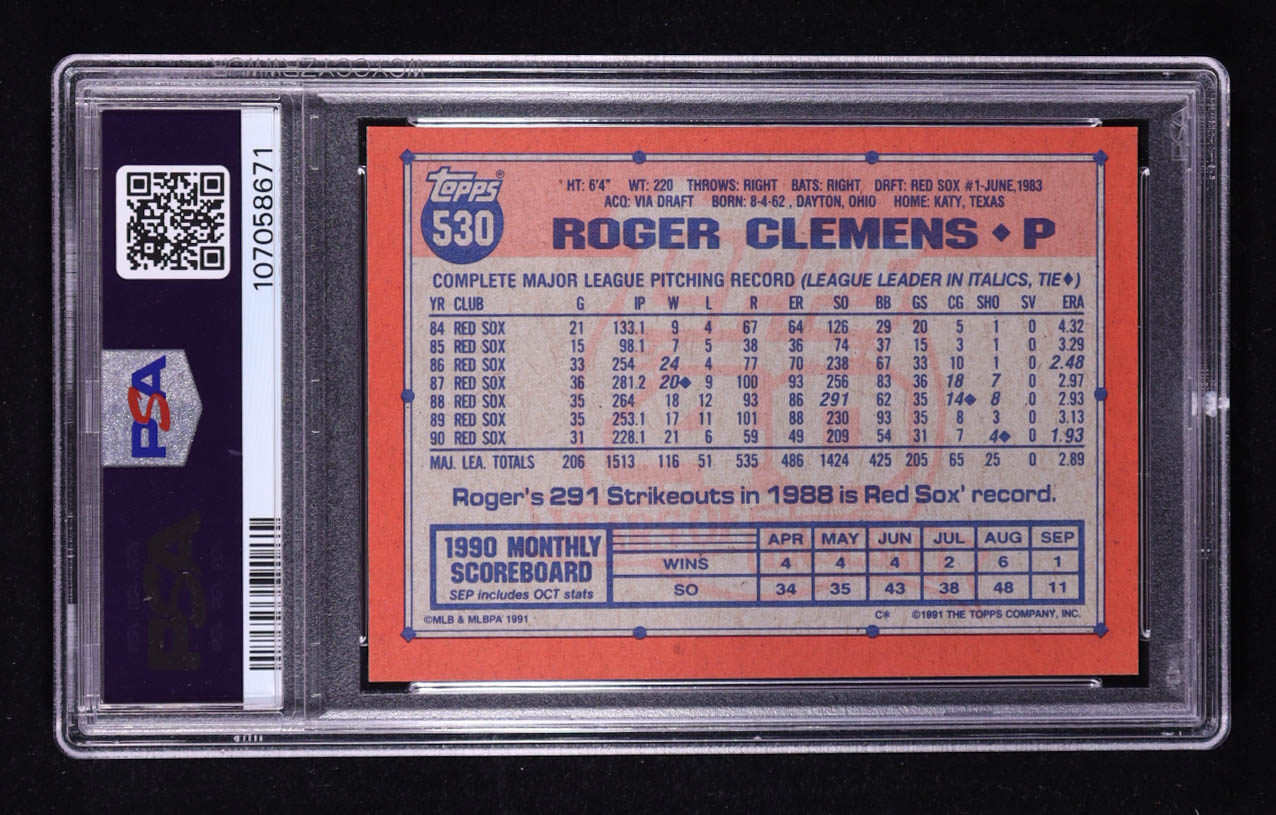 107058671
PSA
PSA
Topps®
530
HT: 6'4" WT: 220 THROWS: RIGHT BATS: RIGHT DRFT: RED SOX #1-JUNE,1983
ACQ: VIA DRAFT BORN: 8-4-62, DAYTON, OHIO HOME: KATY, TEXAS
ROGER CLEMENS ◆ P
COMPLETE MAJOR LEAGUE PITCHING RECORD (LEAGUE LEADER IN ITALICS, TIE◆)
YR CLUB G IP W L R ER SO BB GS CG SHO SV ERA
84 RED SOX 21 133.1 9 4 67 64 126 29 20 5 1 0 4.32
85 RED SOX 15 98.1 7 5 38 36 74 37 15 3 1 0 3.29
86 RED SOX 33 254 24 4 77 70 238 67 33 10 1 0 2.48
87 RED SOX 36 281.2 20◆ 9 100 93 256 83 36 18 7 0 2.97
88 RED SOX 35 264 18 12 93 86 291 62 35 14◆ 8 0 2.93
89 RED SOX 35 253.1 17 11 101 88 230 93 35 8 3 0 3.13
90 RED SOX 31 228.1 21 6 59 49 209 54 31 7 4◆ 0 1.93
MAJ. LEA. TOTALS 206 1513 116 51 535 486 1424 425 205 65 25 0 2.89
Roger's 291 Strikeouts in 1988 is Red Sox' record.
1990 MONTHLY
SCOREBOARD
SEP includes OCT stats
APR MAY JUN JUL AUG SEP
WINS 4 4 4 2 6 1
SO 34 35 43 38 48 11
©MLB & MLBPA 1991
C* ©1991 THE TOPPS COMPANY, INC.